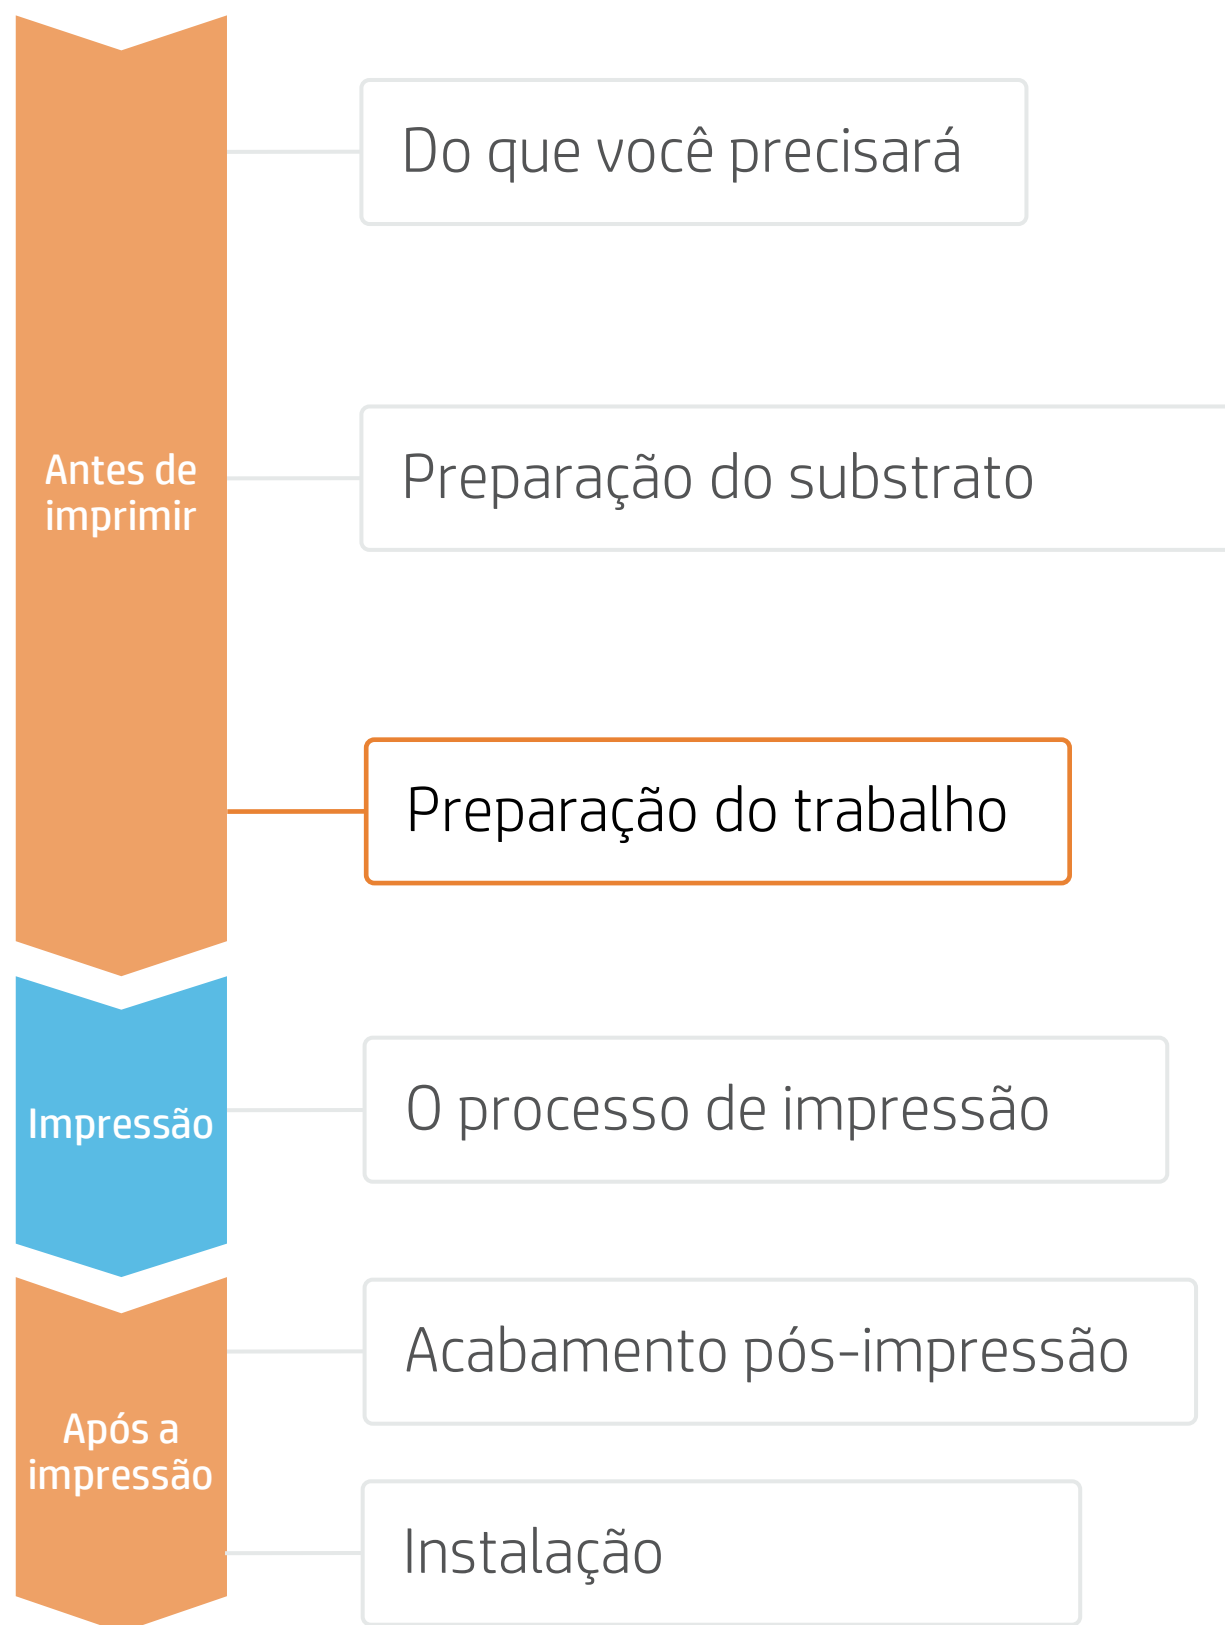 Do que você precisará
Preparação do substrato
Antes de
imprimir
Preparação do trabalho
Impressão
O processo de impressão
Acabamento pós-impressão
Após a
impressão
Instalação